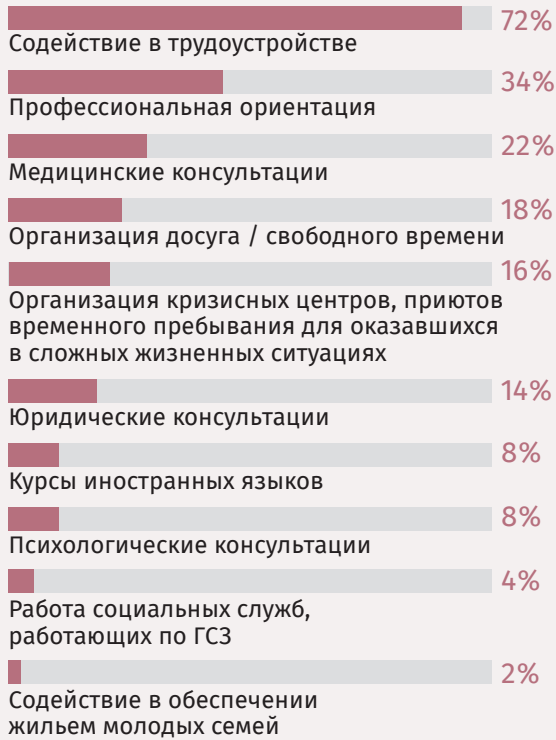 72%
Содействие в трудоустройстве
34%
Профессиональная ориентация
22%
Медицинские консультации
18%
Организация досуга / свободного времени
16%
Организация кризисных центров, приютов
временного пребывания для оказавшихся
в сложных жизненных ситуациях
14%
Юридические консультации
8%
Курсы иностранных языков
8%
Психологические консультации
4%
Работа социальных служб,
работающих по ГСЗ
2%
Содействие в обеспечении
жильем молодых семей